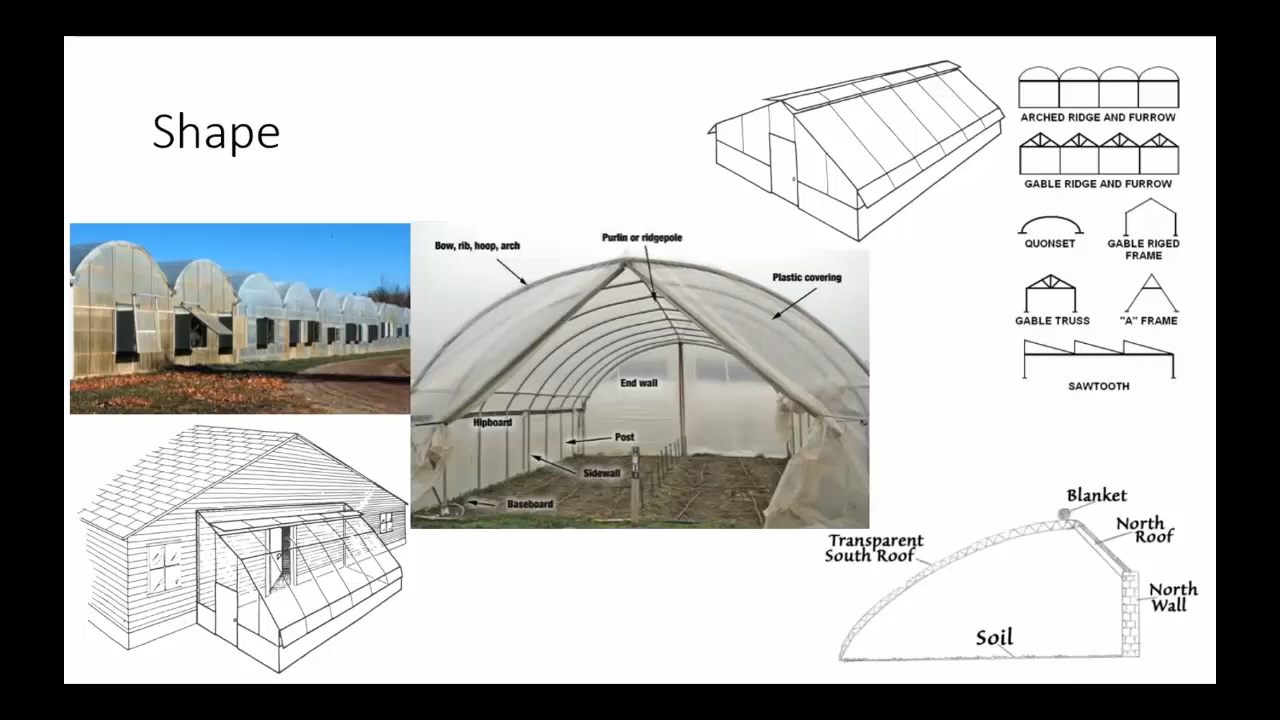 Shape
ARCHED RIDGE AND FURROW
GABLE RIDGE AND FURROW
QUONSET
GABLE RIGED
FRAME
GABLE TRUSS
"A" FRAME
SAWTOOTH
Bow, rib, hoop, arch
Purlin or ridgepole
Plastic covering
End wall
Hipboard
Post
Sidewall
Baseboard
Blanket
North
Roof
Transparent
South Roof
North
Wall
Soil